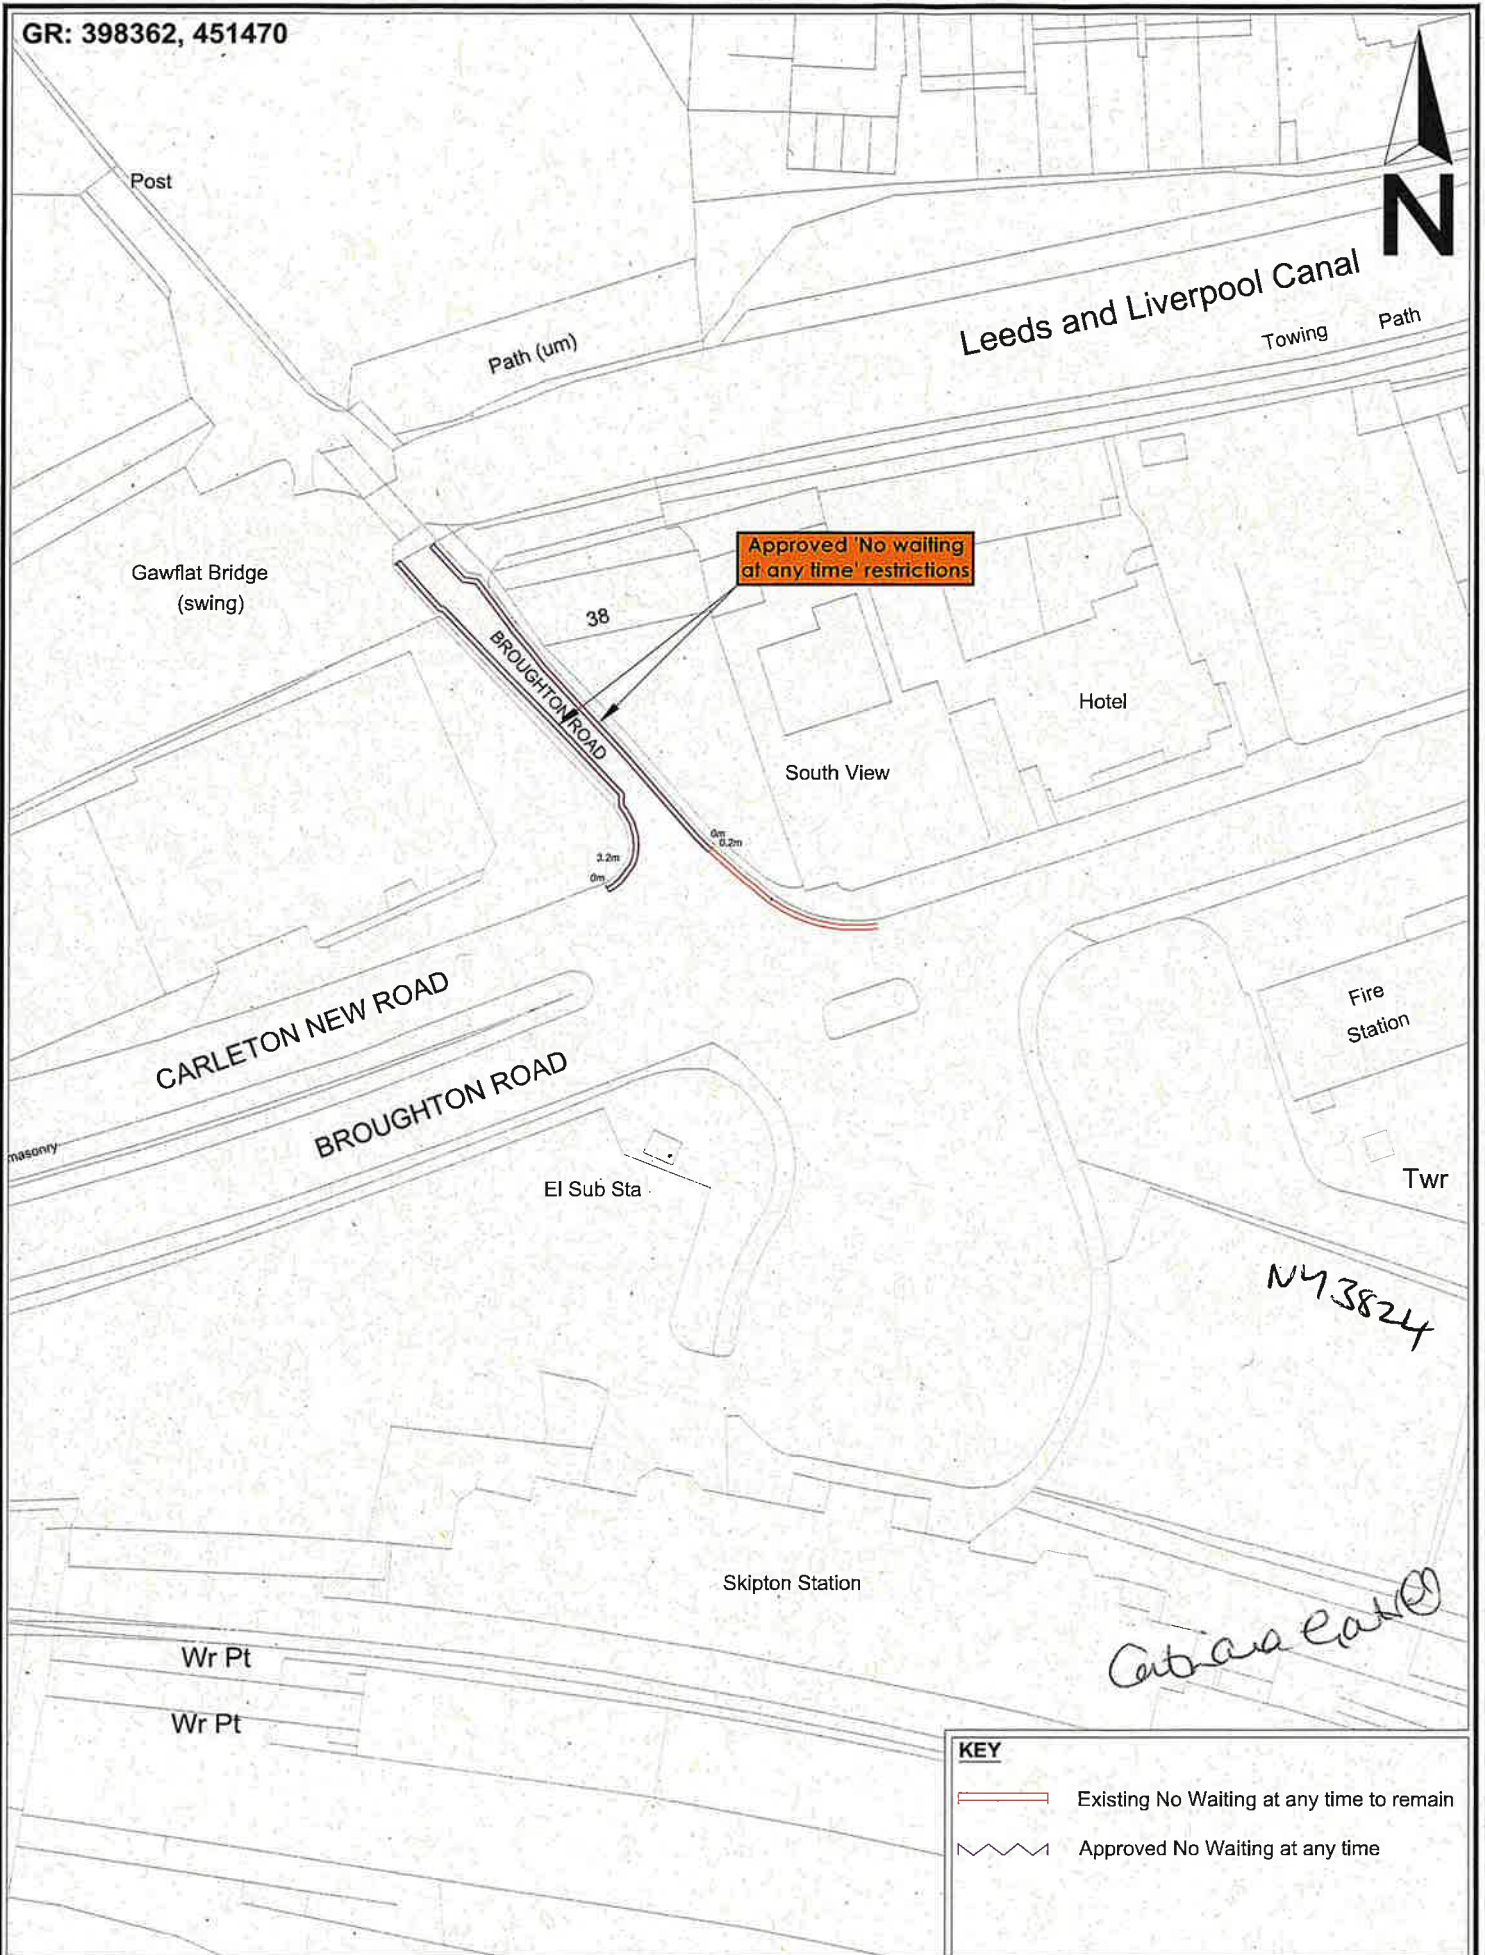 GR: 398362, 451470
Post
N
Leeds and Liverpool Canal
Towing Path
Path (um)
Approved 'No waiting
at any time' restrictions
Gawflat Bridge
(swing)
38
BROUGHTON ROAD
Hotel
South View
0m
0.2m
3.2m
0m
CARLETON NEW ROAD
Fire
Station
BROUGHTON ROAD
masonry
El Sub Sta
Twr
NY3824
Skipton Station
Wr Pt
Wr Pt
KEY
Existing No Waiting at any time to remain
Approved No Waiting at any time